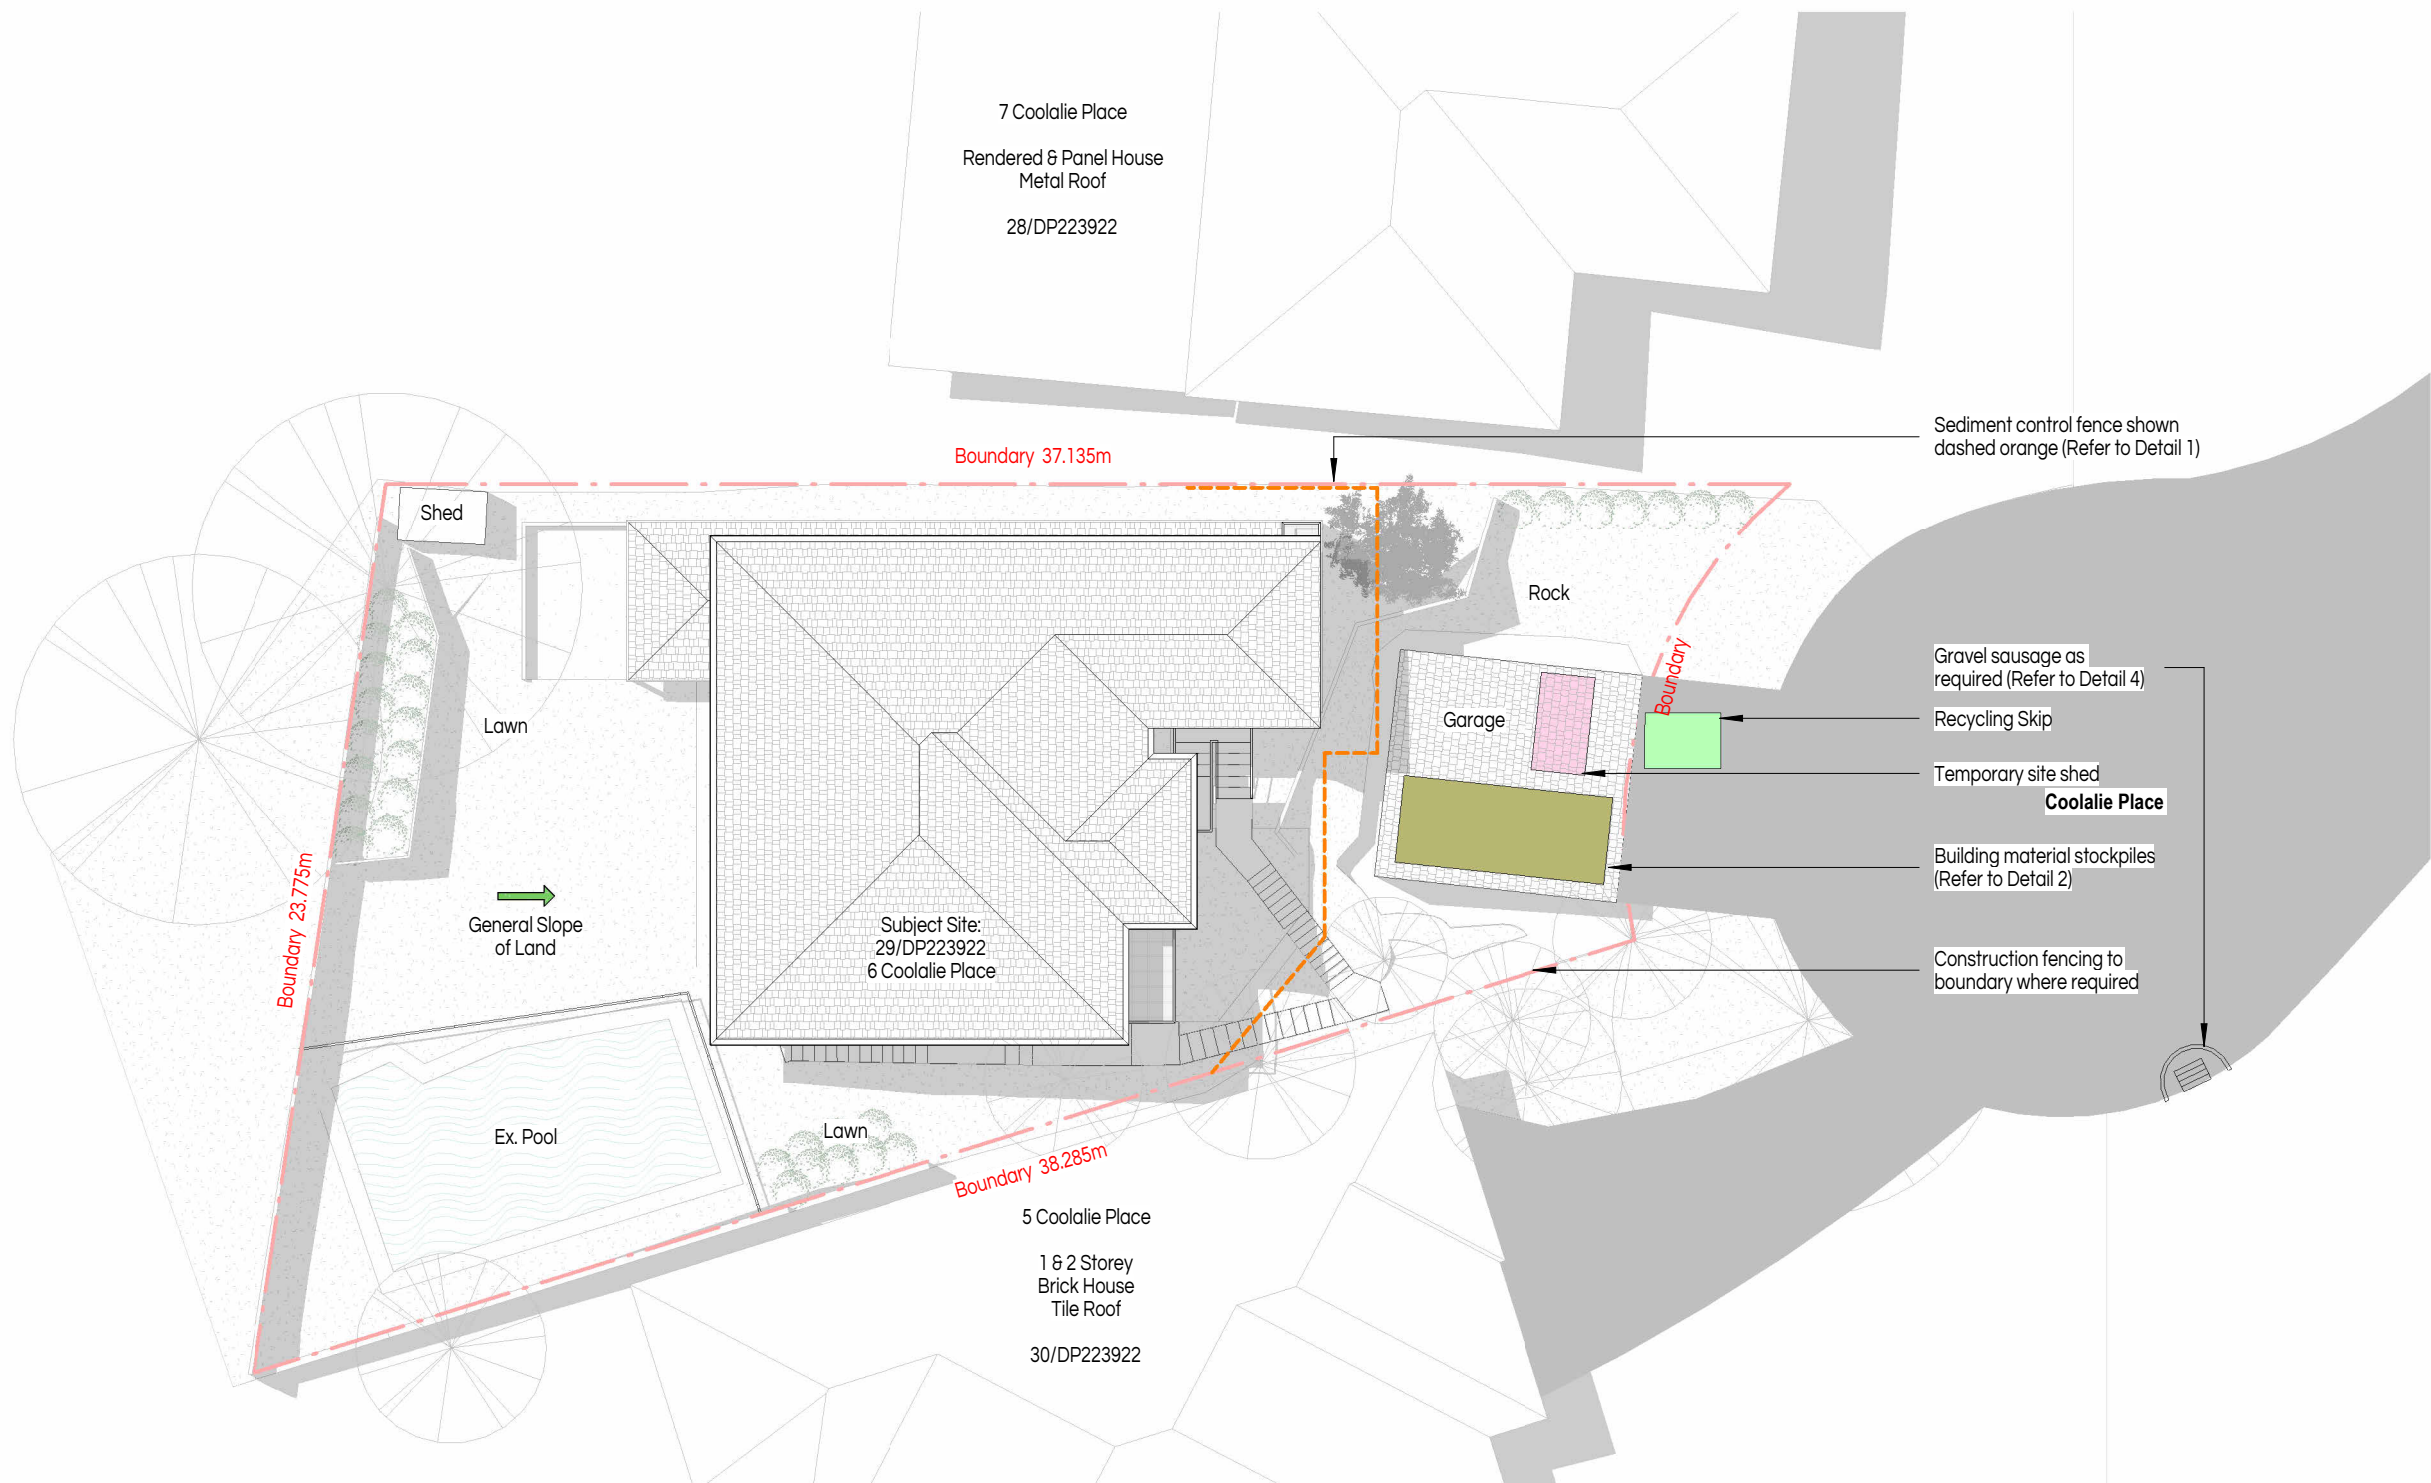 7 Coolalie Place
Rendered & Panel House
Metal Roof
28/DP223922
Sediment control fence shown
dashed orange (Refer to Detail 1)
Boundary 37.135m
Shed
Rock
Boundary
Gravel sausage as
required (Refer to Detail 4)
Garage
Recycling Skip
Lawn
Temporary site shed
Coolalie Place
Building material stockpiles
(Refer to Detail 2)
Boundary 23.775m
General Slope
of Land
Subject Site:
29/DP223922
6 Coolalie Place
Construction fencing to
boundary where required
Ex. Pool
Lawn
Boundary 38.285m
5 Coolalie Place
1 & 2 Storey
Brick House
Tile Roof
30/DP223922